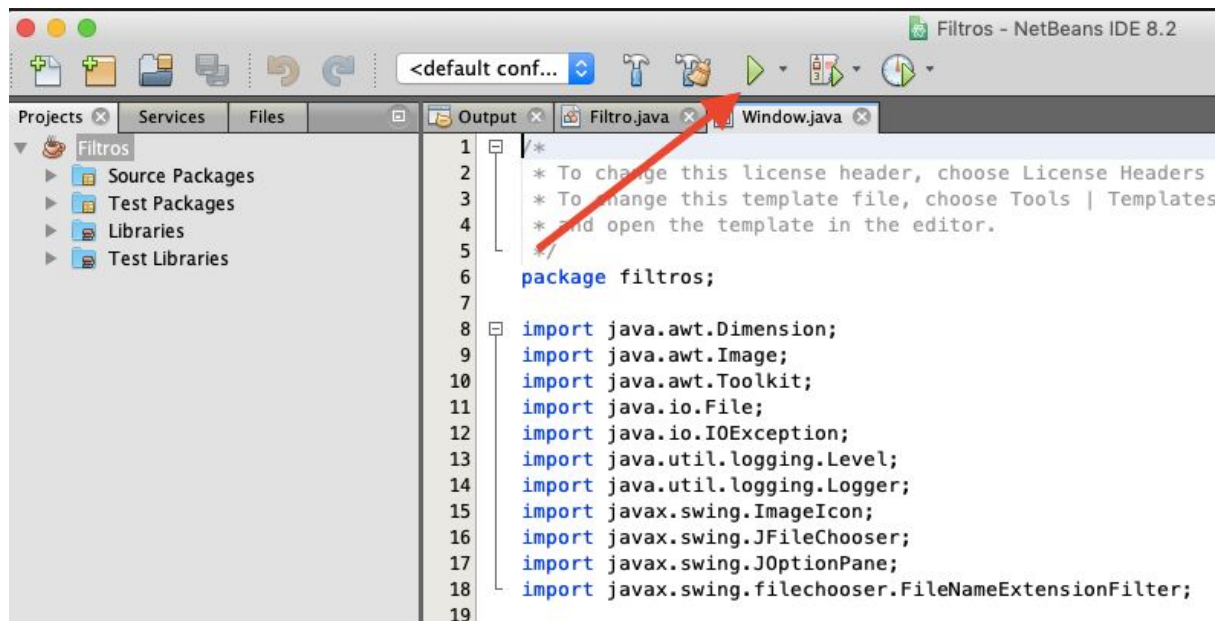 Filtros - NetBeans IDE 8.2
<default conf...
Projects Services Files
Output Filtro.java Window.java
Filtros
Source Packages
Test Packages
Libraries
Test Libraries
1 /*
2 * To change this license header, choose License Headers
3 * To change this template file, choose Tools | Templates
4 * and open the template in the editor.
5 */
6 package filtros;
7
8 import java.awt.Dimension;
9 import java.awt.Image;
10 import java.awt.Toolkit;
11 import java.io.File;
12 import java.io.IOException;
13 import java.util.logging.Level;
14 import java.util.logging.Logger;
15 import javax.swing.ImageIcon;
16 import javax.swing.JFileChooser;
17 import javax.swing.JOptionPane;
18 import javax.swing.filechooser.FileNameExtensionFilter;
19